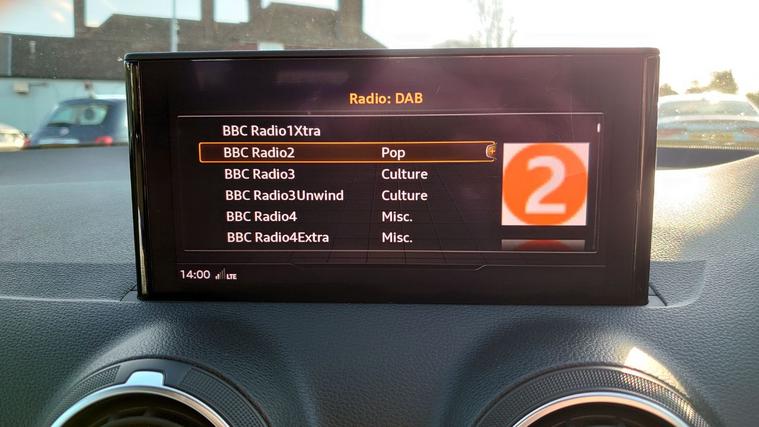 Radio: DAB
BBC Radio1Xtra
BBC Radio2 Pop
BBC Radio3 Culture
BBC Radio3Unwind Culture
BBC Radio4 Misc.
BBC Radio4Extra Misc.
2
14:00 LTE